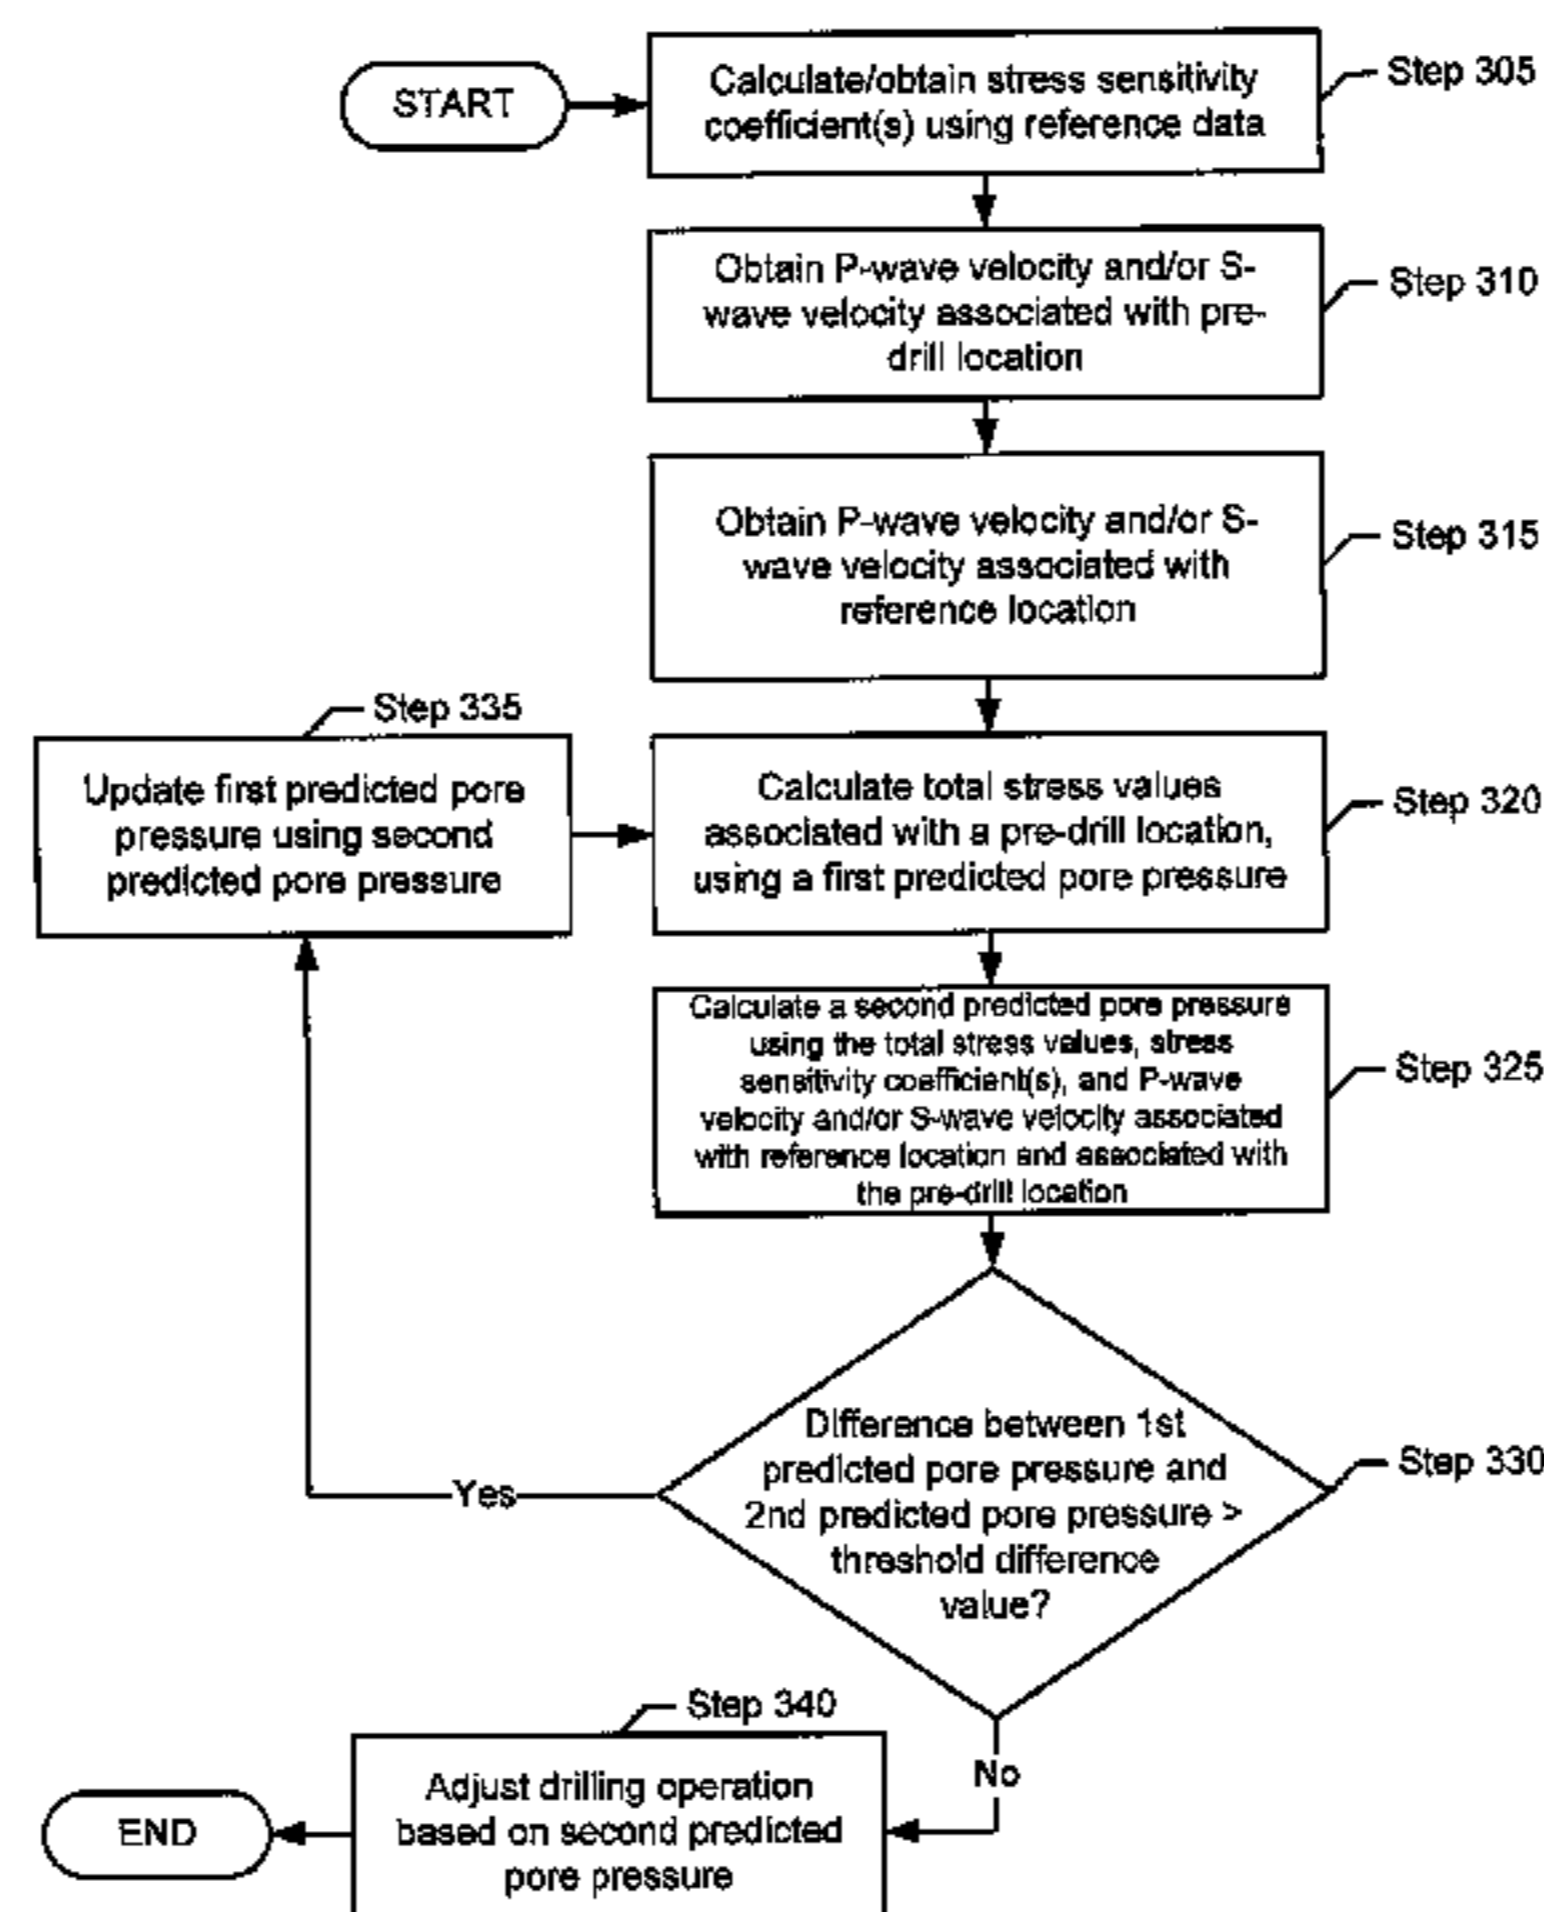 START
Calculate/obtain stress sensitivity
coefficient(s) using reference data
Step 305
Obtain P-wave velocity and/or S-
wave velocity associated with pre-
drill location
Step 310
Obtain P-wave velocity and/or S-
wave velocity associated with
reference location
Step 315
Step 335
Update first predicted pore
pressure using second
predicted pore pressure
Calculate total stress values
associated with a pre-drill location,
using a first predicted pore pressure
Step 320
Calculate a second predicted pore pressure
using the total stress values, stress
sensitivity coefficient(s), and P-wave
velocity and/or S-wave velocity associated
with reference location and associated with
the pre-drill location
Step 325
Difference between 1st
predicted pore pressure and
2nd predicted pore pressure >
threshold difference
value?
Step 330
Yes
No
Step 340
Adjust drilling operation
based on second predicted
pore pressure
END